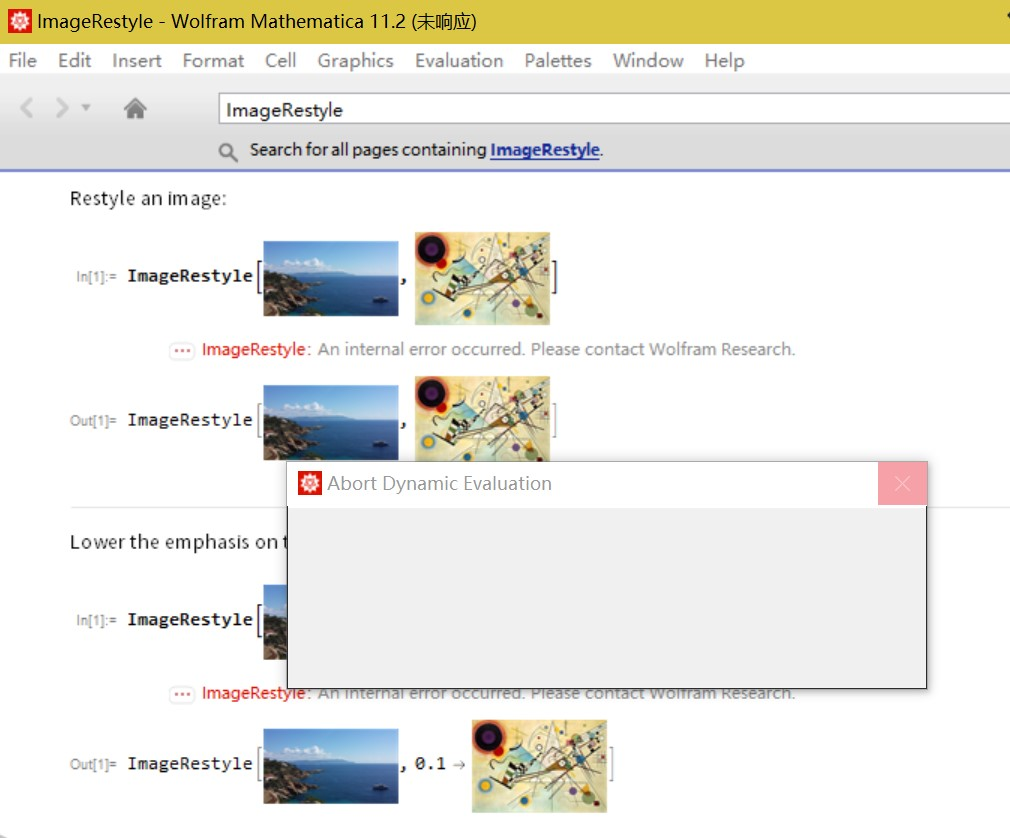 ImageRestyle - Wolfram Mathematica 11.2 (未响应)
File Edit Insert Format Cell Graphics Evaluation Palettes Window Help
ImageRestyle
Search for all pages containing ImageRestyle.
Restyle an image:
In[1]:= ImageRestyle[ , ]
ImageRestyle: An internal error occurred. Please contact Wolfram Research.
Out[1]= ImageRestyle[ , ]
Abort Dynamic Evaluation
Lower the emphasis on t
In[1]:= ImageRestyle[
ImageRestyle: An internal error occurred. Please contact Wolfram Research.
Out[1]= ImageRestyle[ , 0.1 → ]